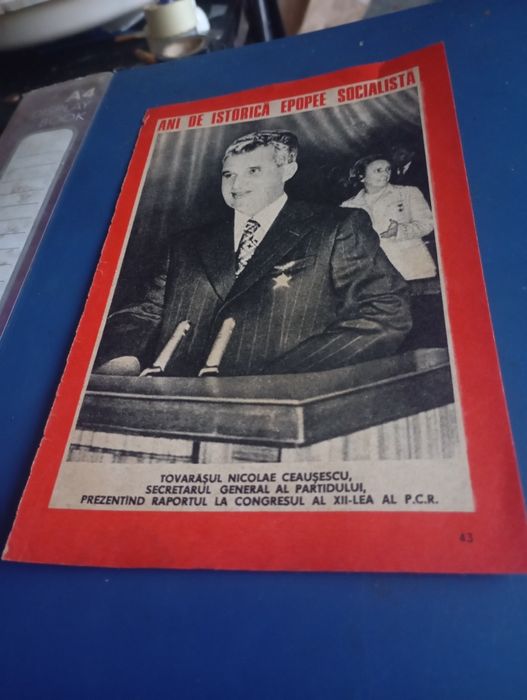 A4
DISPLAY
BOOK
ANI DE ISTORICĂ EPOPEE SOCIALISTĂ
TOVARĂȘUL NICOLAE CEAUȘESCU,
SECRETARUL GENERAL AL PARTIDULUI,
PREZENTÎND RAPORTUL LA CONGRESUL AL XII-LEA AL P.C.R.
43